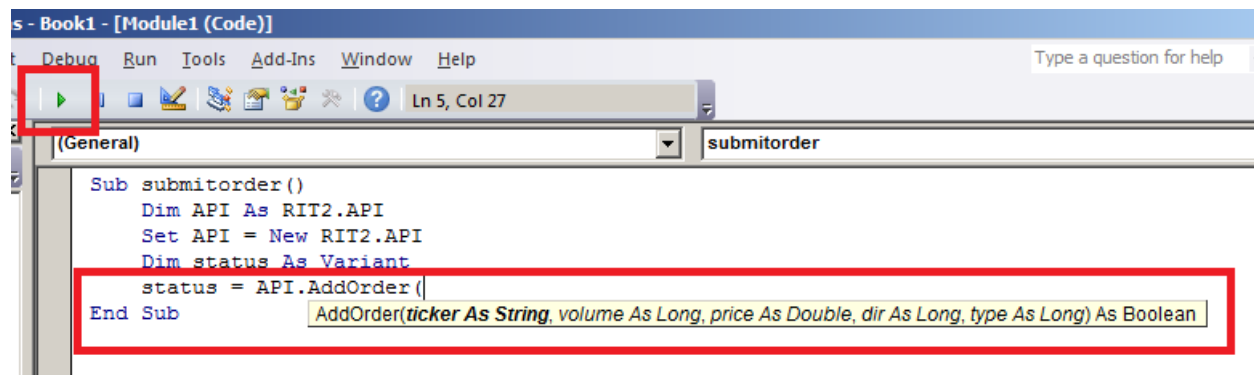 s - Book1 - [Module1 (Code)]
Debug Run Tools Add-Ins Window Help Type a question for help
Ln 5, Col 27
(General) submitorder
Sub submitorder()
Dim API As RIT2.API
Set API = New RIT2.API
Dim status As Variant
status = API.AddOrder(
End Sub
AddOrder(ticker As String, volume As Long, price As Double, dir As Long, type As Long) As Boolean